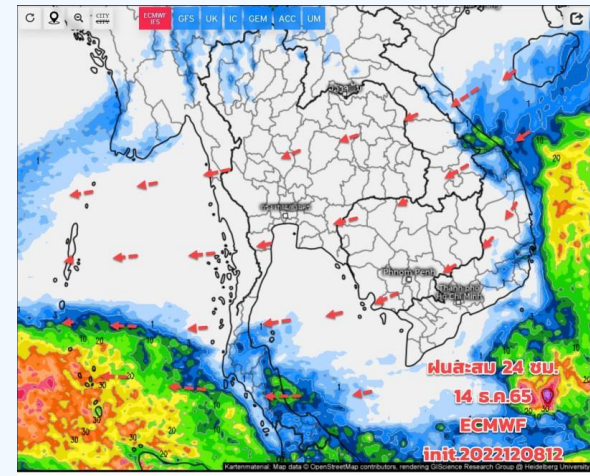 CITY
CITY
ECMWF
IFS
GFS
UK
IC
GEM
ACC
UM
Phnom Penh
Thành phố
Hồ Chí Minh
ฝนสะสม 24 ชม.
14 ธ.ค.65
ECMWF
init.2022120812
Kartenmaterial: Map data © OpenStreetMap contributors, rendering GIScience Research Group @ Heidelberg University